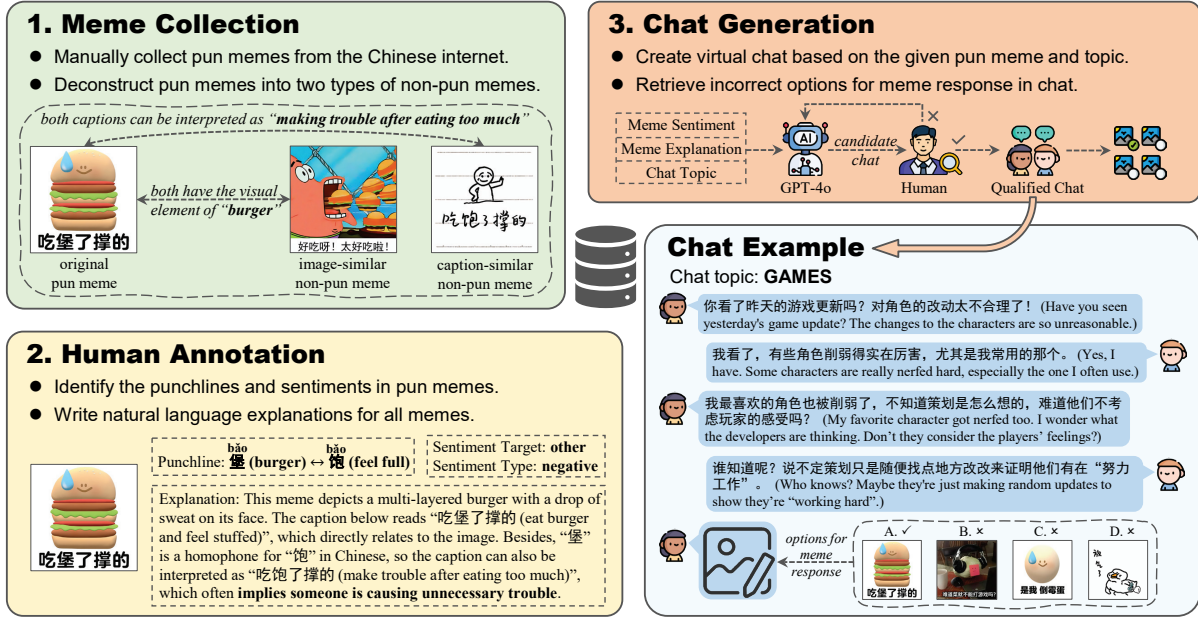 1. Meme Collection
● Manually collect pun memes from the Chinese internet.
● Deconstruct pun memes into two types of non-pun memes.
both captions can be interpreted as “making trouble after eating too much”
both have the visual
element of “burger”
吃堡了撑的
好吃呀！太好吃啦！
吃饱了撑的
original
pun meme
image-similar
non-pun meme
caption-similar
non-pun meme
2. Human Annotation
● Identify the punchlines and sentiments in pun memes.
● Write natural language explanations for all memes.
吃堡了撑的
bǎo bǎo
Punchline: 堡 (burger) ↔ 饱 (feel full)
Sentiment Target: other
Sentiment Type: negative
Explanation: This meme depicts a multi-layered burger with a drop of
sweat on its face. The caption below reads “吃堡了撑的 (eat burger
and feel stuffed)”, which directly relates to the image. Besides, “堡”
is a homophone for “饱” in Chinese, so the caption can also be
interpreted as “吃饱了撑的 (make trouble after eating too much)”,
which often implies someone is causing unnecessary trouble.
3. Chat Generation
● Create virtual chat based on the given pun meme and topic.
● Retrieve incorrect options for meme response in chat.
Meme Sentiment
Meme Explanation
Chat Topic
AI
GPT-4o
candidate
chat
Human
Qualified Chat
Chat Example
Chat topic: GAMES
你看了昨天的游戏更新吗？对角色的改动太不合理了！ (Have you seen
yesterday's game update? The changes to the characters are so unreasonable.)
我看了，有些角色削弱得实在厉害，尤其是我常用的那个。 (Yes, I
have. Some characters are really nerfed hard, especially the one I often use.)
我最喜欢的角色也被削弱了，不知道策划是怎么想的，难道他们不考
虑玩家的感受吗？ (My favorite character got nerfed too. I wonder what
the developers are thinking. Don’t they consider the players’ feelings?)
谁知道呢？说不定策划只是随便找点地方改改来证明他们有在“努力
工作”。 (Who knows? Maybe they're just making random updates to
show they’re “working hard”.)
options for
meme
response
A. ✓
B. ×
C. ×
D. ×
吃堡了撑的
难道菜就不能打游戏吗？
是我 倒霉蛋